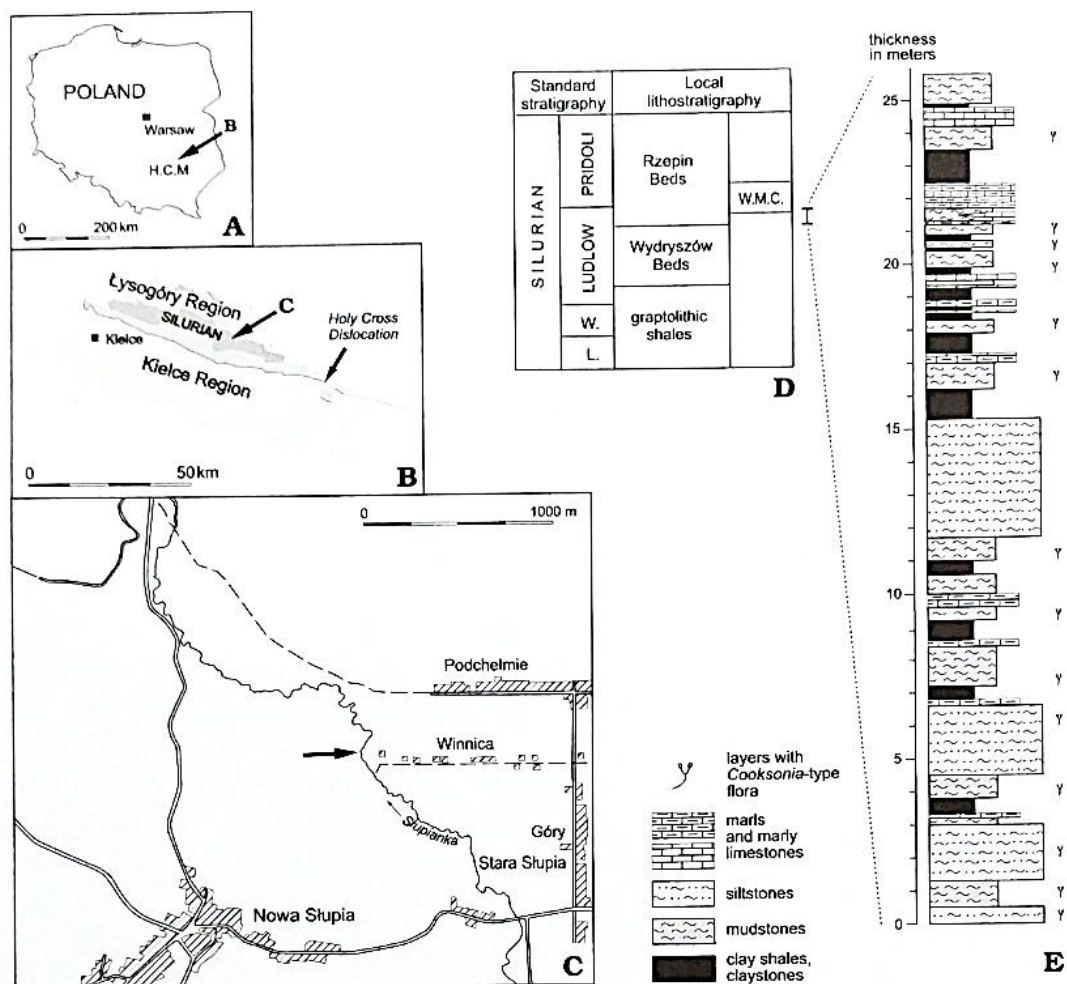 POLAND
Warsaw
B
H.C.M
0 200 km
A
Łysogóry Region
C
SILURIAN
Holy Cross
Dislocation
Kielce
Kielce Region
0 50 km
B
0 1000 m
Podchełmie
Winnica
Słupianka
Góry
Stara Słupia
Nowa Słupia
C
Standard
stratigraphy
Local
lithostratigraphy
SILURIAN
PRIDOLI
Rzepin
Beds
W.M.C.
LUDLOW
Wydryszów
Beds
W.
graptolithic
shales
L.
D
thickness
in meters
25
20
15
10
5
0
layers with
Cooksonia-type
flora
marls
and marly
limestones
siltstones
mudstones
clay shales,
claystones
E